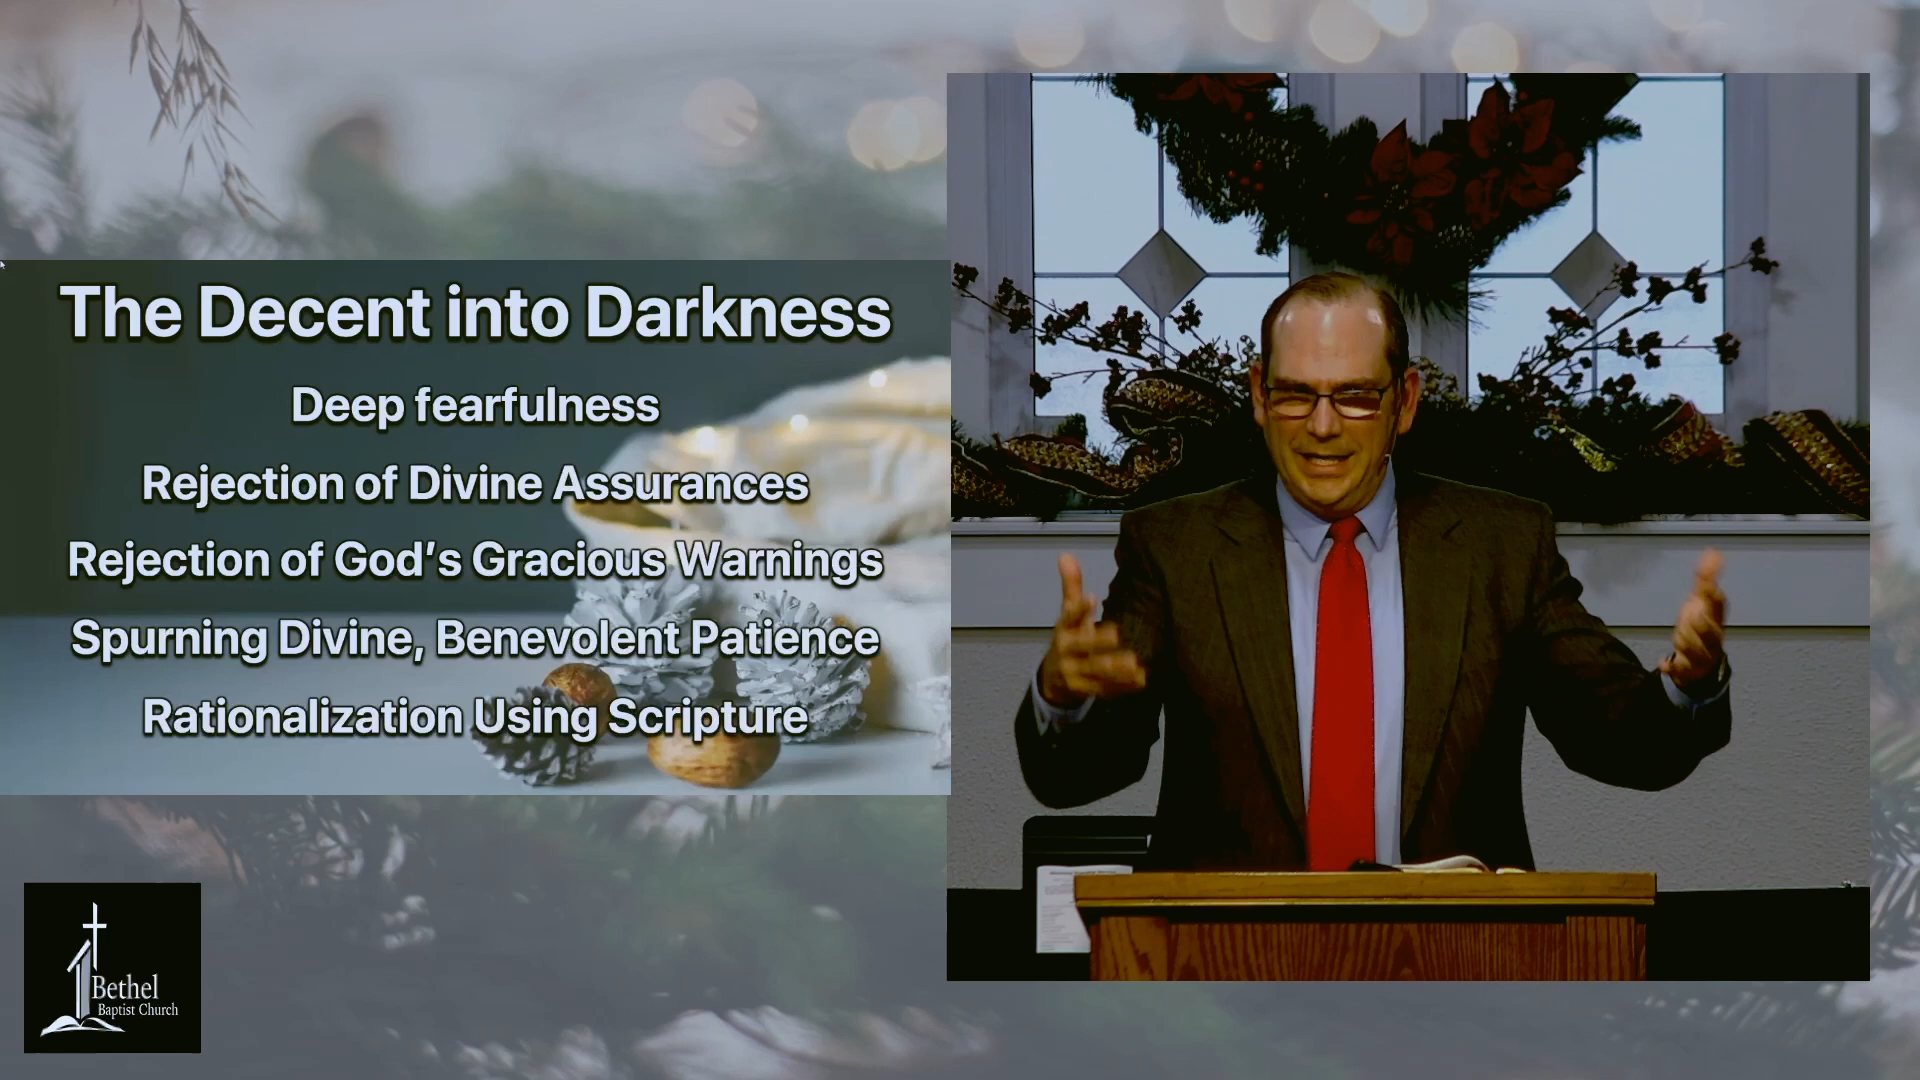 The Decent into Darkness
Deep fearfulness
Rejection of Divine Assurances
Rejection of God's Gracious Warnings
Spurning Divine, Benevolent Patience
Rationalization Using Scripture
Bethel
Baptist Church